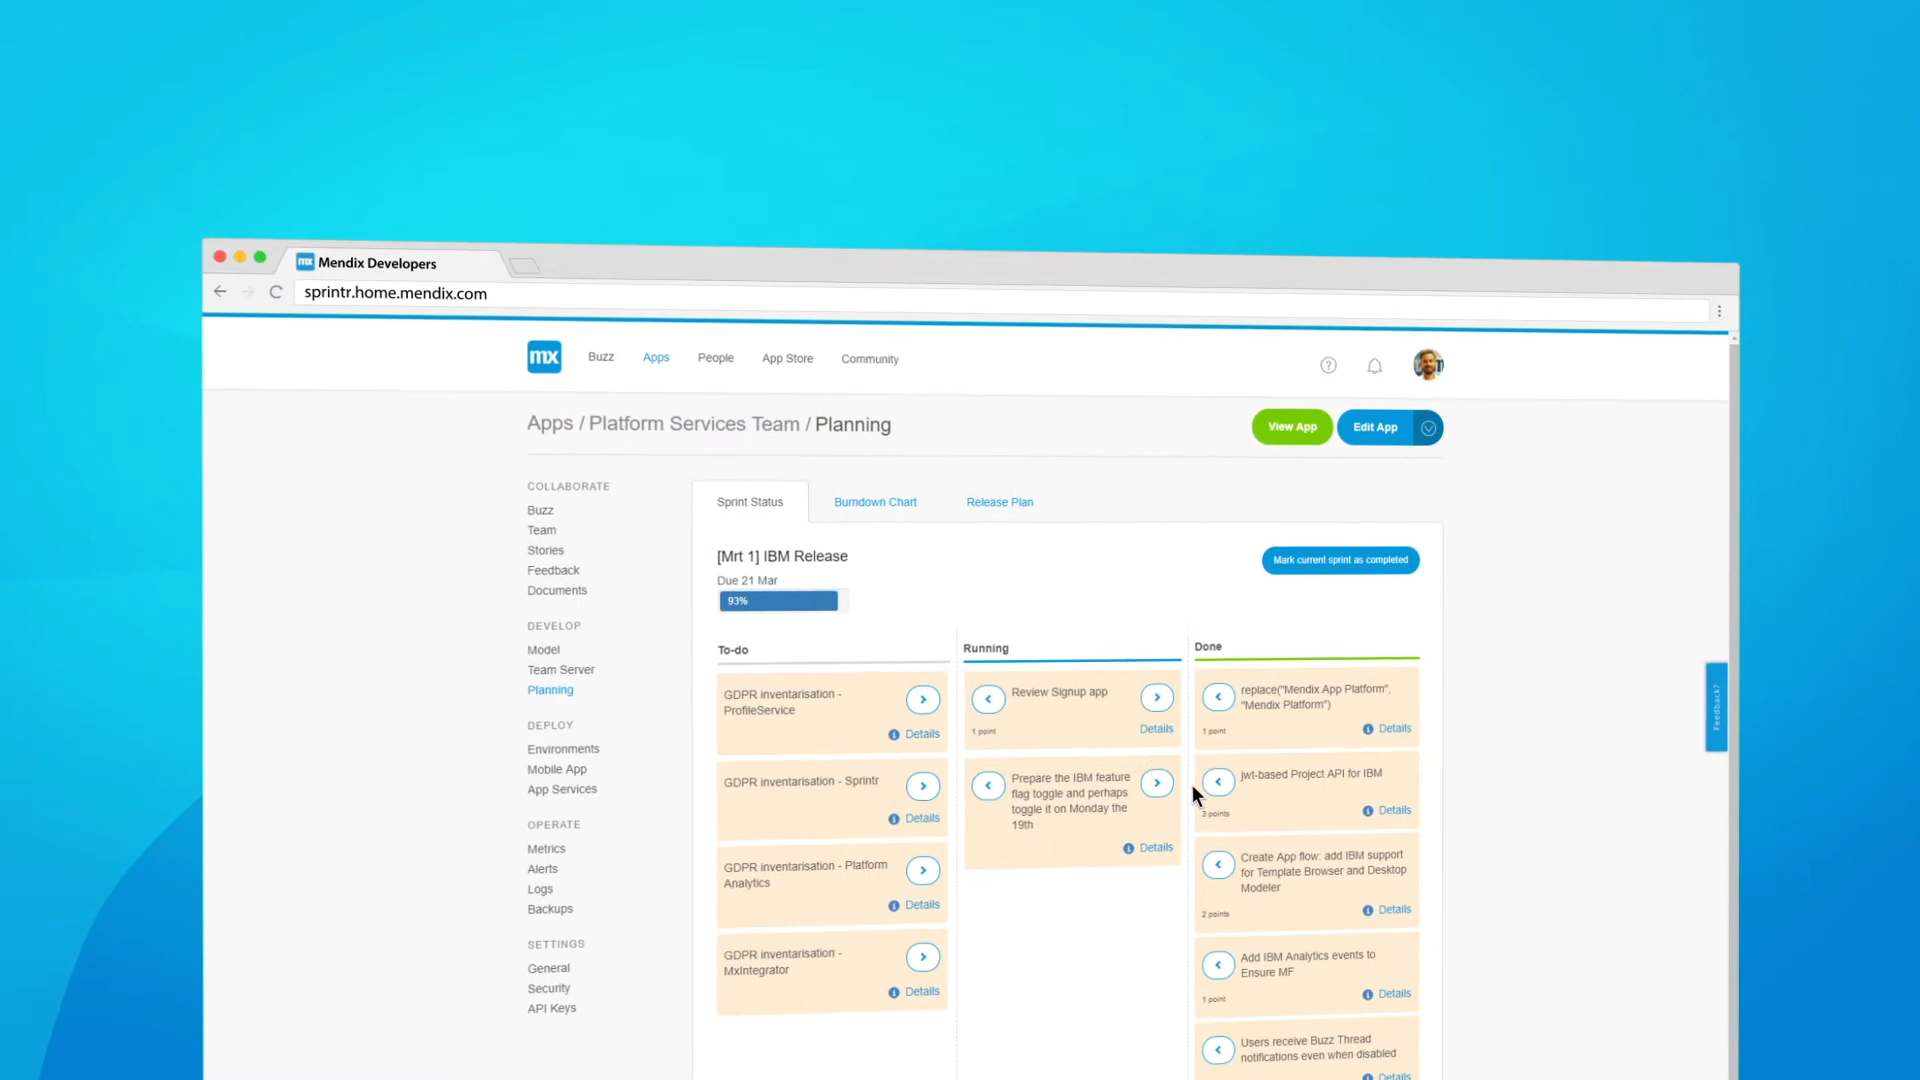 mx Mendix Developers
sprintr.home.mendix.com
mx Buzz Apps People App Store Community
Apps / Platform Services Team / Planning
View App
Edit App
COLLABORATE
Buzz
Team
Stories
Feedback
Documents
DEVELOP
Model
Team Server
Planning
DEPLOY
Environments
Mobile App
App Services
OPERATE
Metrics
Alerts
Logs
Backups
SETTINGS
General
Security
API Keys
Sprint Status Burndown Chart Release Plan
[Mrt 1] IBM Release
Mark current sprint as completed
Due 21 Mar
93%
To-do
GDPR inventarisation -
ProfileService
Details
GDPR inventarisation - Sprintr
Details
GDPR inventarisation - Platform
Analytics
Details
GDPR inventarisation -
MxIntegrator
Details
Running
Review Signup app
1 point
Details
Prepare the IBM feature
flag toggle and perhaps
toggle it on Monday the
19th
Details
Done
replace("Mendix App Platform",
"Mendix Platform")
1 point
Details
jwt-based Project API for IBM
3 points
Details
Create App flow: add IBM support
for Template Browser and Desktop
Modeler
2 points
Details
Add IBM Analytics events to
Ensure MF
1 point
Details
Users receive Buzz Thread
notifications even when disabled
Details
Feedback?